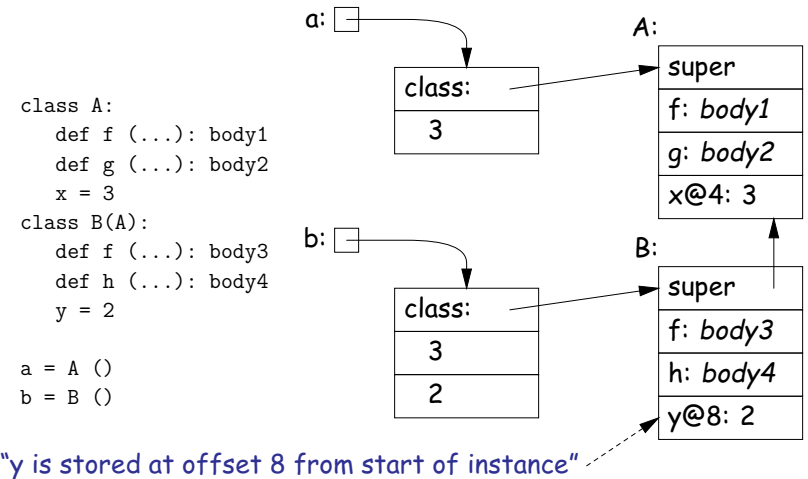 class A:
def f (...): body1
def g (...): body2
x = 3
class B(A):
def f (...): body3
def h (...): body4
y = 2
a = A ()
b = B ()
a:
class:
3
A:
super
f: body1
g: body2
x@4: 3
b:
class:
3
2
B:
super
f: body3
h: body4
y@8: 2
“y is stored at offset 8 from start of instance”